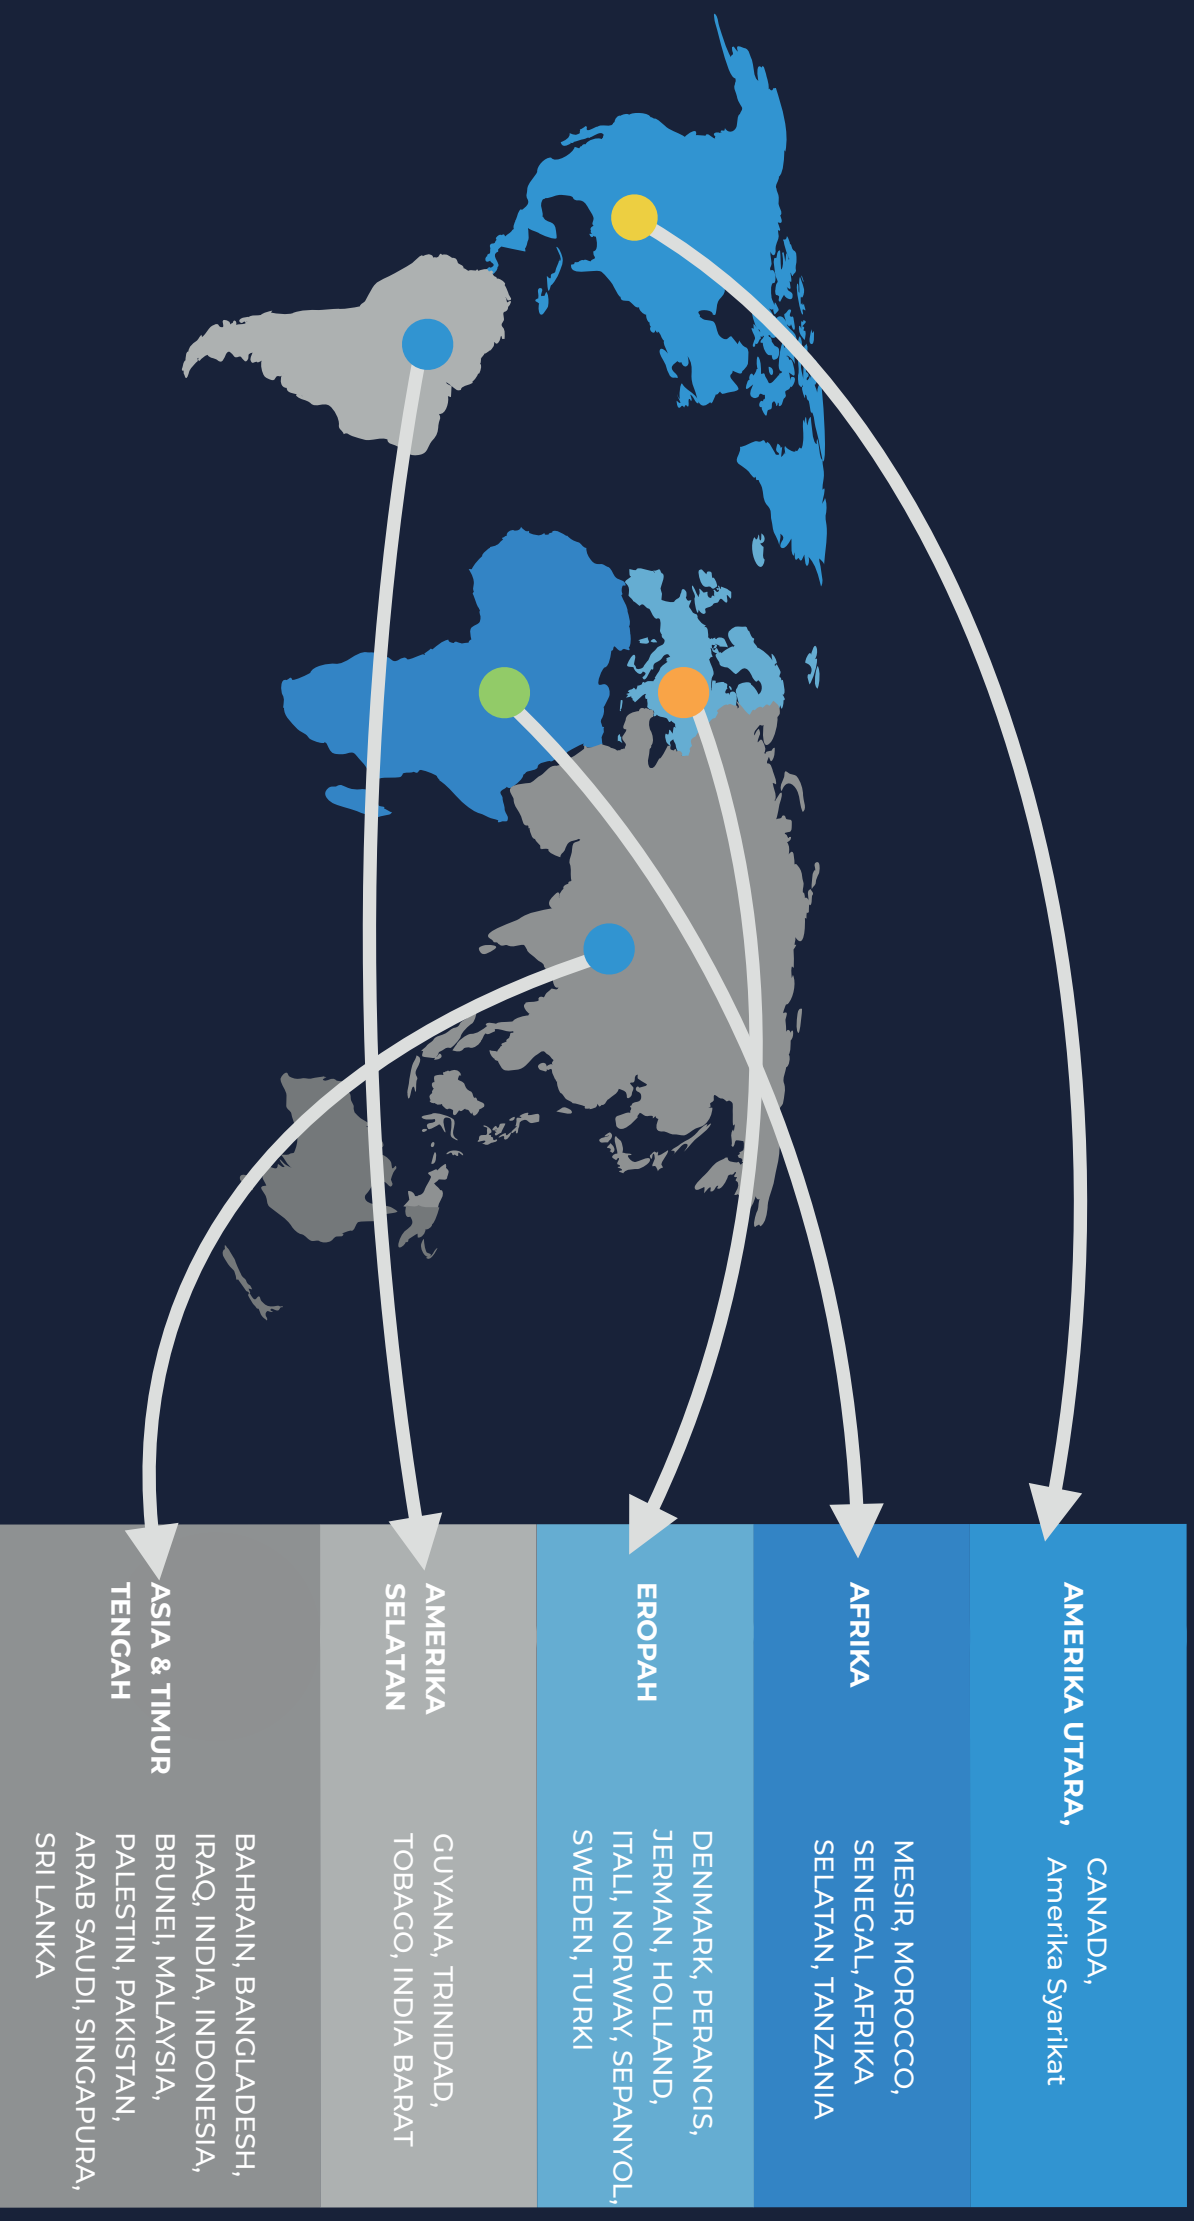 AMERIKA UTARA,
CANADA,
Amerika Syarikat
AFRIKA
MESIR, MOROCCO,
SENEGAL, AFRIKA
SELATAN, TANZANIA
EROPAH
DENMARK, PERANCIS,
JERMAN, HOLLAND,
ITALI, NORWAY, SEPANYOL,
SWEDEN, TURKI
AMERIKA
SELATAN
GUYANA, TRINIDAD,
TOBAGO, INDIA BARAT
ASIA & TIMUR
TENGAH
BAHRAIN, BANGLADESH,
IRAQ, INDIA, INDONESIA,
BRUNEI, MALAYSIA,
PALESTIN, PAKISTAN,
ARAB SAUDI, SINGAPURA,
SRI LANKA